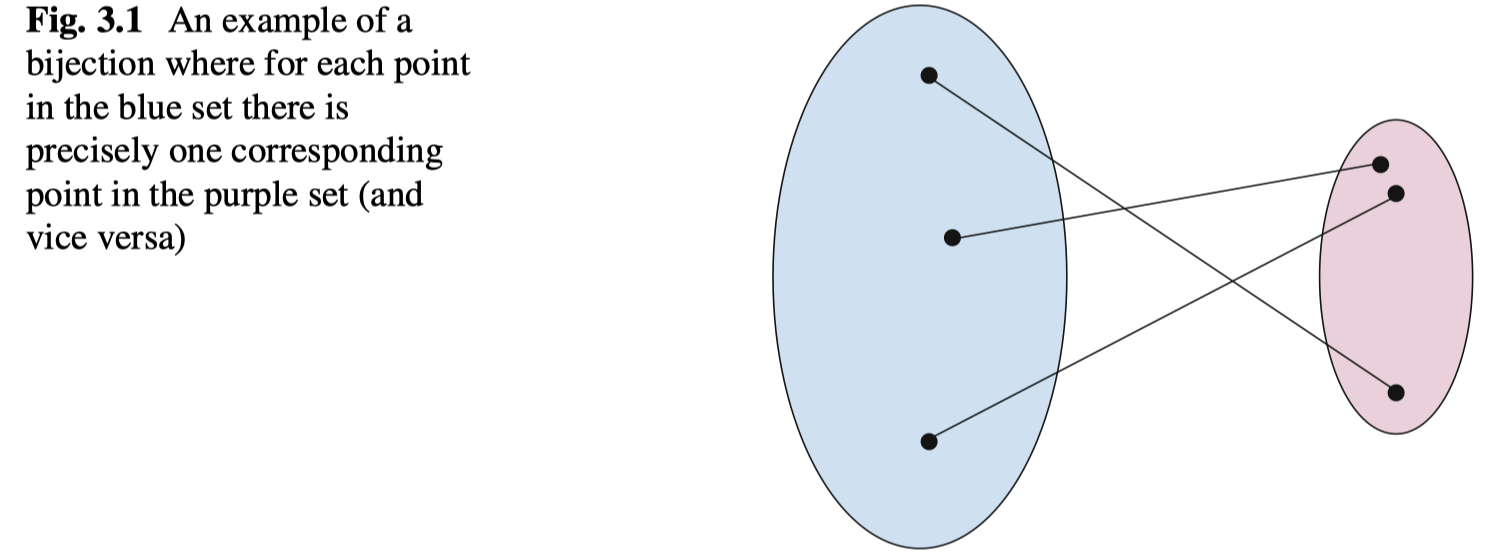 Fig. 3.1 An example of a
bijection where for each point
in the blue set there is
precisely one corresponding
point in the purple set (and
vice versa)